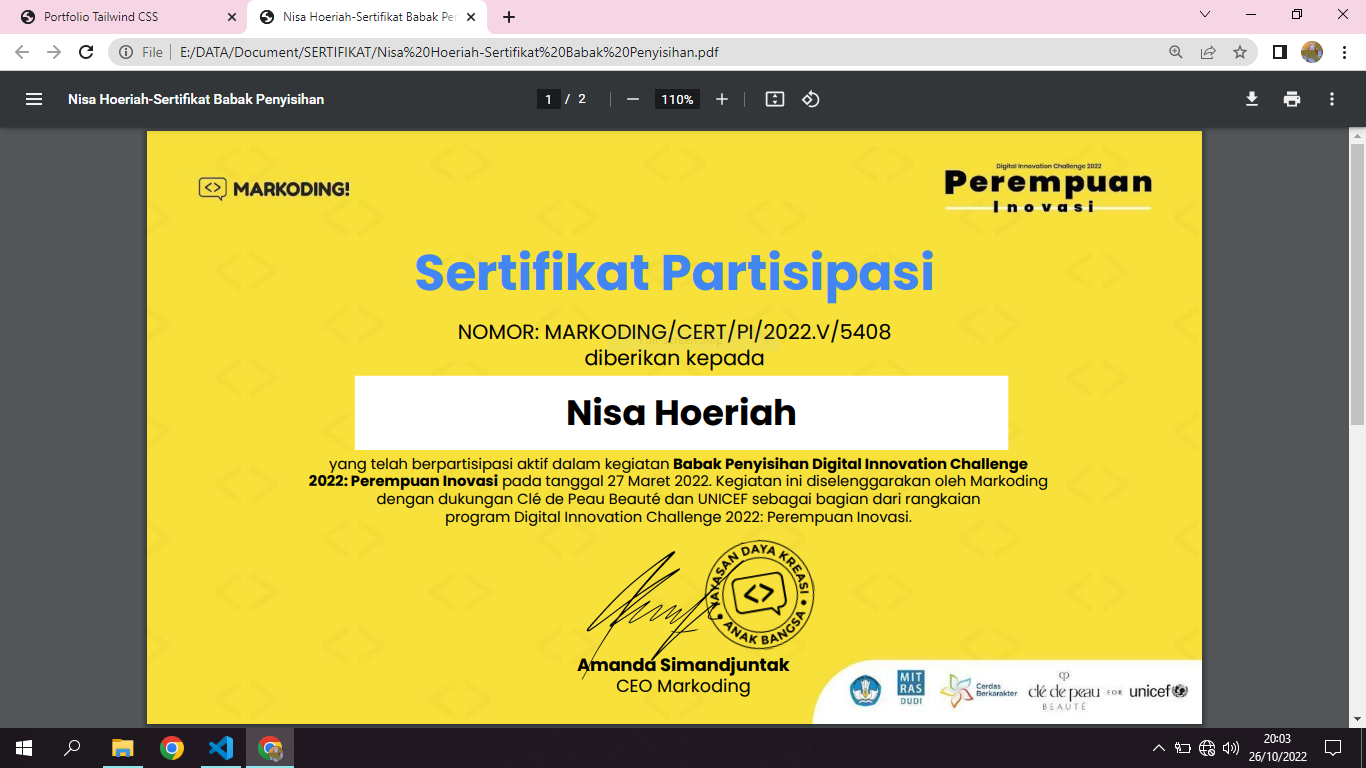 Portfolio Tailwind CSS
Nisa Hoeriah-Sertifikat Babak Per
File
E:/DATA/Document/SERTIFIKAT/Nisa%20Hoeriah-Sertifikat%20Babak%20Penyisihan.pdf
Nisa Hoeriah-Sertifikat Babak Penyisihan
1 / 2
110%
MARKODING!
Digital Innovation Challenge 2022
Perempuan
Inovasi
Sertifikat Partisipasi
NOMOR: MARKODING/CERT/PI/2022.V/5408
diberikan kepada
Nisa Hoeriah
yang telah berpartisipasi aktif dalam kegiatan Babak Penyisihan Digital Innovation Challenge
2022: Perempuan Inovasi pada tanggal 27 Maret 2022. Kegiatan ini diselenggarakan oleh Markoding
dengan dukungan Clé de Peau Beauté dan UNICEF sebagai bagian dari rangkaian
program Digital Innovation Challenge 2022: Perempuan Inovasi.
YAYASAN DAYA KREASI
ANAK BANGSA
Amanda Simandjuntak
CEO Markoding
MIT
RAS
DUDI
Cerdas
Berkarakter
clé de peau
BEAUTÉ
FOR
unicef
20:03
26/10/2022